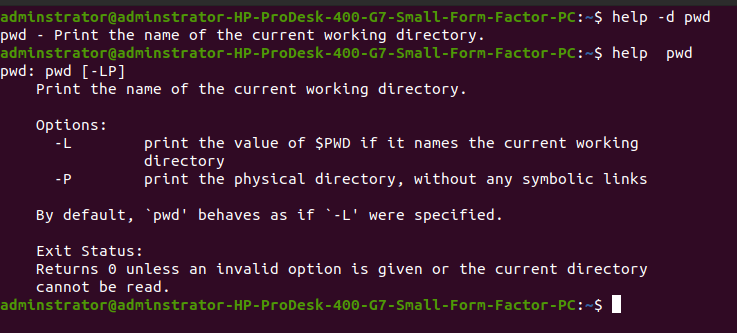 adminstrator@adminstrator-HP-ProDesk-400-G7-Small-Form-Factor-PC:~$ help -d pwd
pwd - Print the name of the current working directory.
adminstrator@adminstrator-HP-ProDesk-400-G7-Small-Form-Factor-PC:~$ help  pwd
pwd: pwd [-LP]
    Print the name of the current working directory.
    Options:
      -L        print the value of $PWD if it names the current working
                directory
      -P        print the physical directory, without any symbolic links
    By default, `pwd' behaves as if `-L' were specified.
    Exit Status:
    Returns 0 unless an invalid option is given or the current directory
    cannot be read.
adminstrator@adminstrator-HP-ProDesk-400-G7-Small-Form-Factor-PC:~$